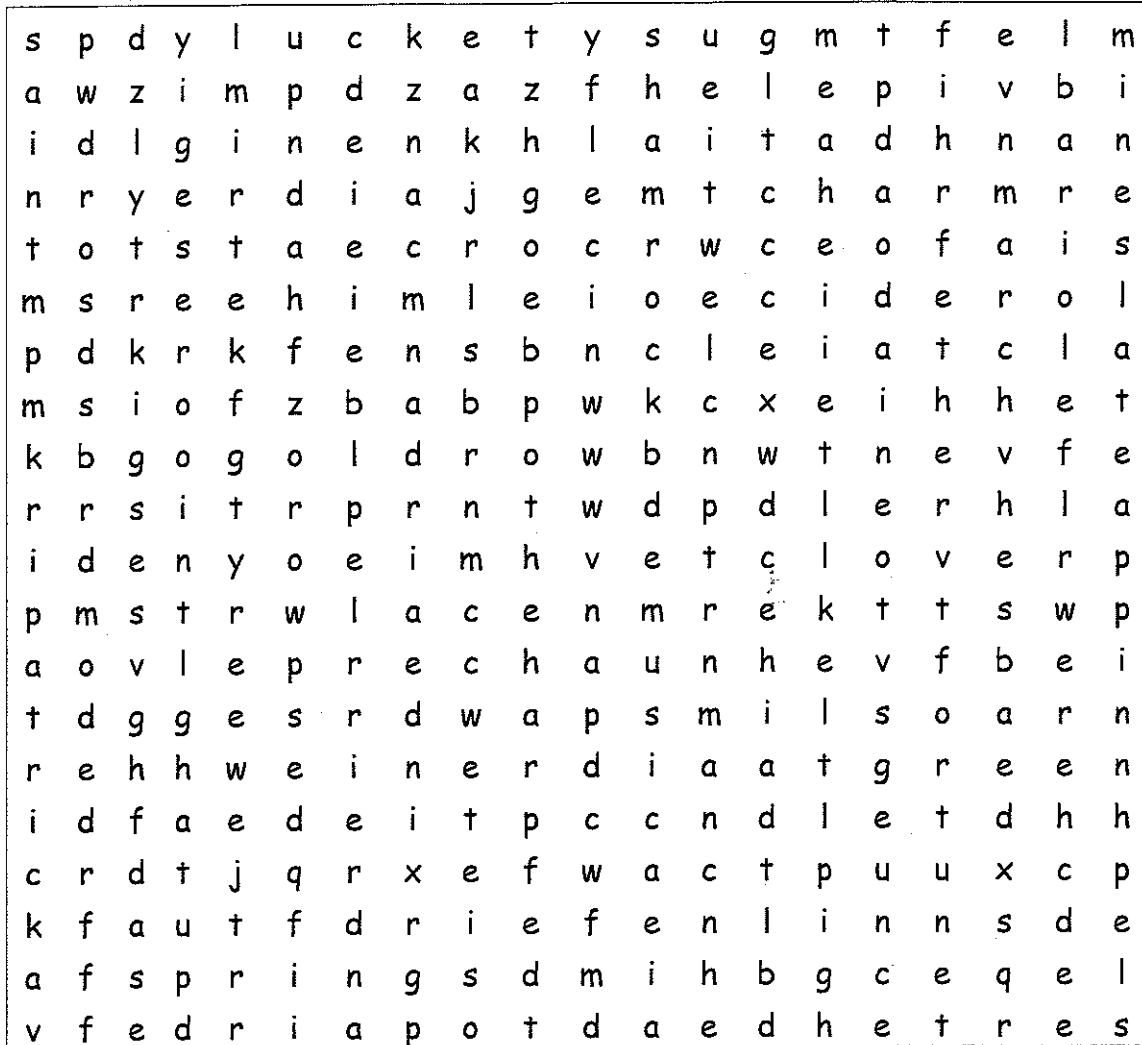 s p d y l u c k e t y s u g m t f e l m
a w z i m p d z a z f h e l e p i v b i
i d l g i n e n k h l a i t a d h n a n
n r y e r d i a j g e m t c h a r m r e
t o t s t a e c r o c r w c e o f a i s
m s r e e h i m l e i o e c i d e r o l
p d k r k f e n s b n c l e i a t c l a
m s i o f z b a b p w k c x e i h h e t
k b g o g o l d r o w b n w t n e v f e
r r s i t r p r n t w d p d l e r h l a
i d e n y o e i m h v e t c l o v e r p
p m s t r w l a c e n m r e k t t s w p
a o v l e p r e c h a u n h e v f b e i
t d g g e s r d w a p s m i l s o a r n
r e h h w e i n e r d i a a t g r e e n
i d f a e d e i t p c c n d l e t d h h
c r d t j q r x e f w a c t p u u x c p
k f a u t f d r i e f e n l i n n s d e
a f s p r i n g s d m i h b g c e q e l
v f e d r i a p o t d a e d h e t r e s